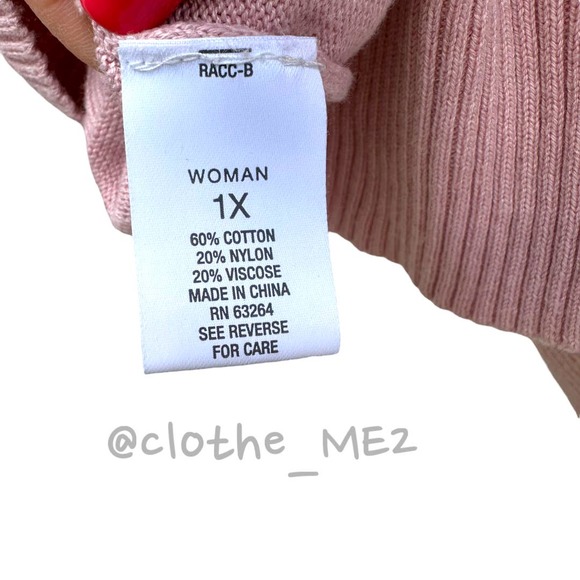 RACC-B
WOMAN
1X
60% COTTON
20% NYLON
20% VISCOSE
MADE IN CHINA
RN 63264
SEE REVERSE
FOR CARE
@clothe_ME2